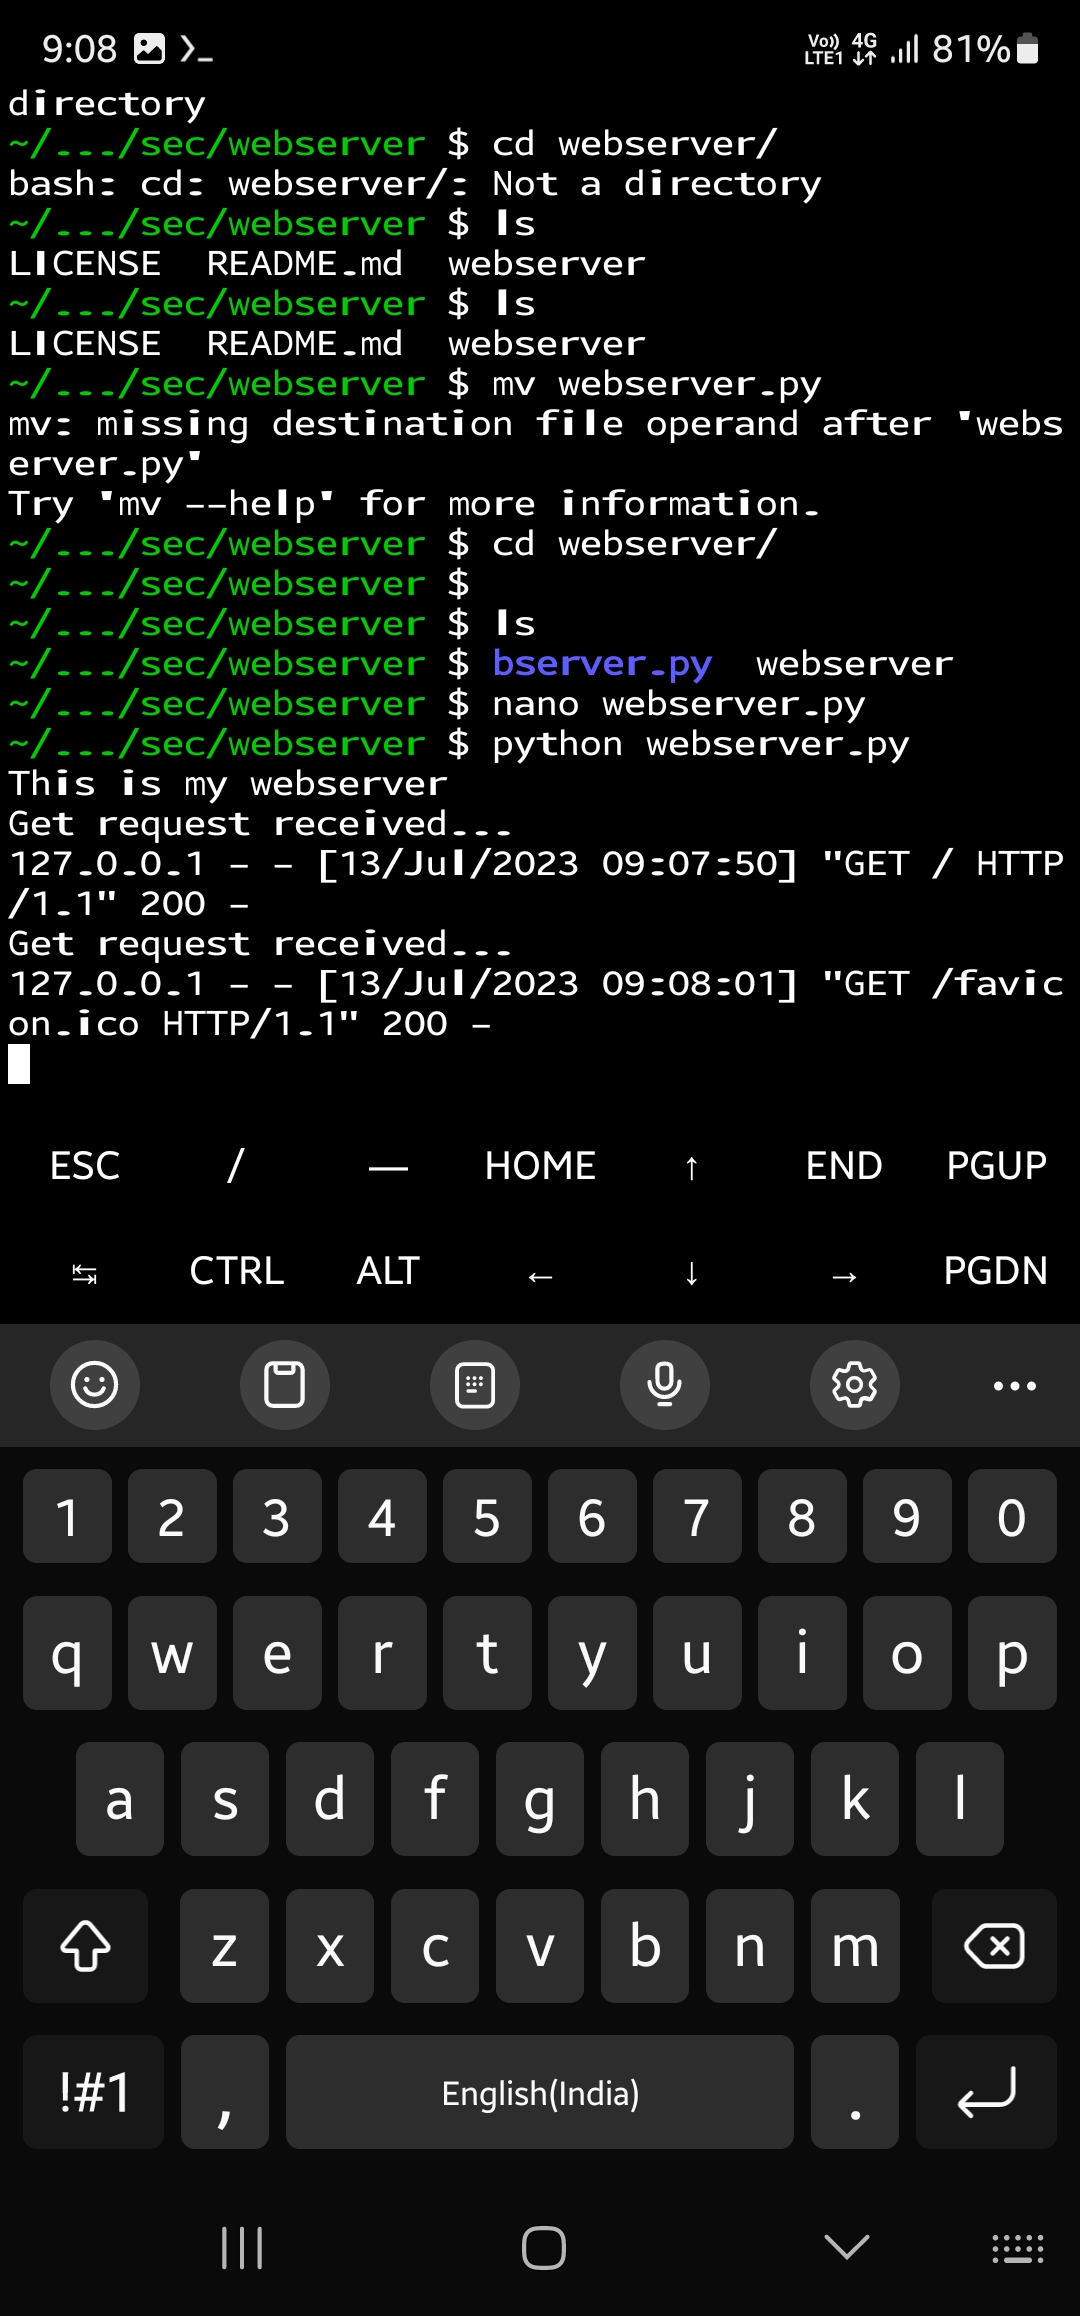 9:08 Vo)) LTE1 4G 81%
directory
~/.../sec/webserver $ cd webserver/
bash: cd: webserver/: Not a directory
~/.../sec/webserver $ ls
LICENSE  README.md  webserver
~/.../sec/webserver $ ls
LICENSE  README.md  webserver
~/.../sec/webserver $ mv webserver.py
mv: missing destination file operand after 'webs
erver.py'
Try 'mv --help' for more information.
~/.../sec/webserver $ cd webserver/
~/.../sec/webserver $
~/.../sec/webserver $ ls
~/.../sec/webserver $ bserver.py  webserver
~/.../sec/webserver $ nano webserver.py
~/.../sec/webserver $ python webserver.py
This is my webserver
Get request received...
127.0.0.1 - - [13/Jul/2023 09:07:50] "GET / HTTP
/1.1" 200 -
Get request received...
127.0.0.1 - - [13/Jul/2023 09:08:01] "GET /favic
on.ico HTTP/1.1" 200 -
ESC / — HOME ↑ END PGUP
↹ CTRL ALT ← ↓ → PGDN
1 2 3 4 5 6 7 8 9 0
q w e r t y u i o p
a s d f g h j k l
z x c v b n m
!#1 , English(India) .